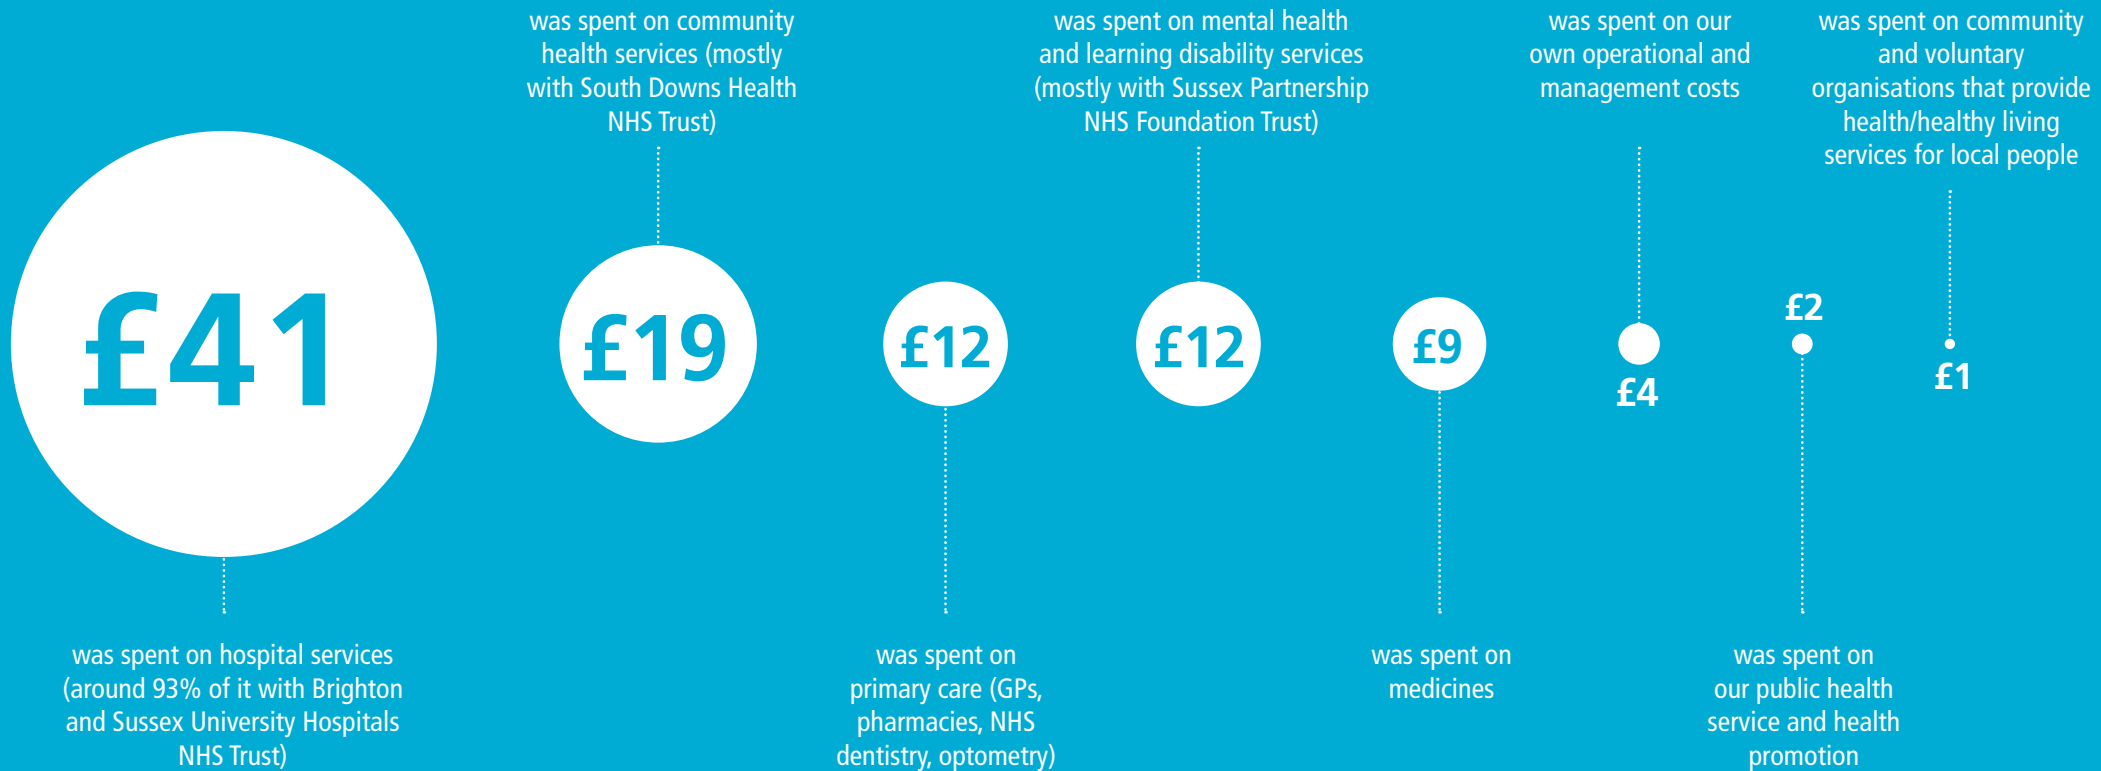 £41
was spent on hospital services
(around 93% of it with Brighton
and Sussex University Hospitals
NHS Trust)
was spent on community
health services (mostly
with South Downs Health
NHS Trust)
£19
£12
was spent on
primary care (GPs,
pharmacies, NHS
dentistry, optometry)
was spent on mental health
and learning disability services
(mostly with Sussex Partnership
NHS Foundation Trust)
£12
£9
was spent on
medicines
was spent on our
own operational and
management costs
£4
£2
was spent on
our public health
service and health
promotion
was spent on community
and voluntary
organisations that provide
health/healthy living
services for local people
£1